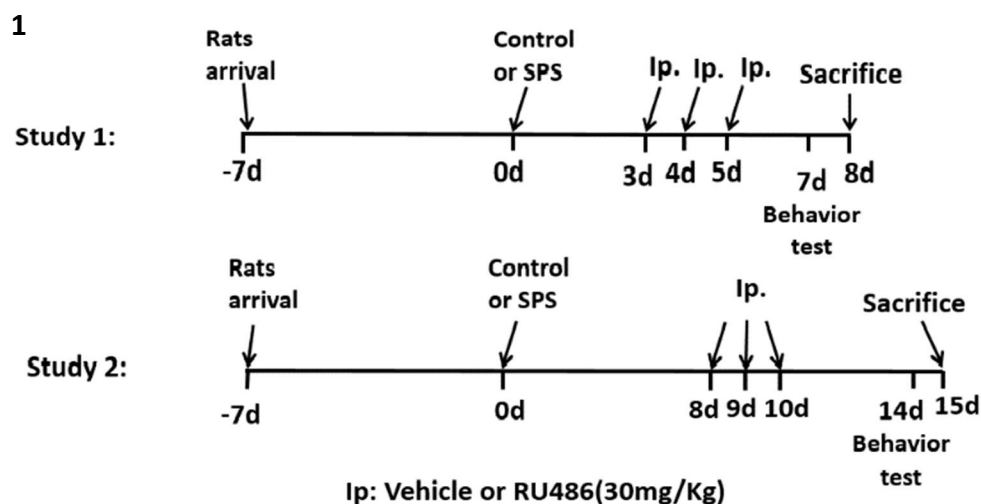 1
Rats
arrival
Control
or SPS
Ip. Ip. Ip.
Sacrifice
Study 1:
-7d 0d 3d 4d 5d 7d 8d
Behavior
test
Rats
arrival
Control
or SPS
Ip.
Sacrifice
Study 2:
-7d 0d 8d 9d 10d 14d 15d
Behavior
test
Ip: Vehicle or RU486(30mg/Kg)